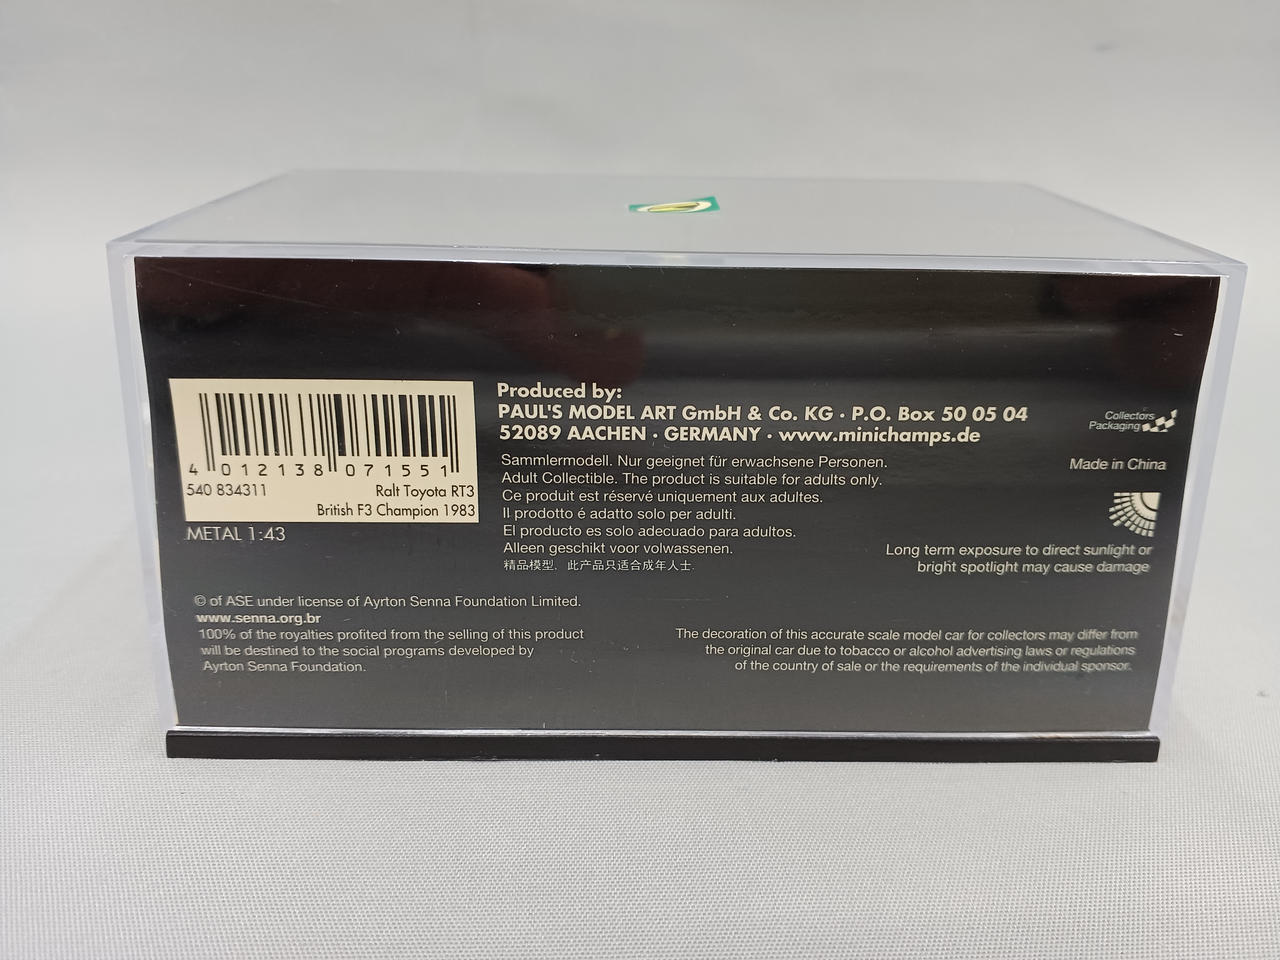 4 012138 071551
540 834311 Ralt Toyota RT3
British F3 Champion 1983
METAL 1:43
Produced by:
PAUL'S MODEL ART GmbH & Co. KG · P.O. Box 50 05 04
52089 AACHEN · GERMANY · www.minichamps.de
Sammlermodell. Nur geeignet für erwachsene Personen.
Adult Collectible. The product is suitable for adults only.
Ce produit est réservé uniquement aux adultes.
Il prodotto é adatto solo per adulti.
El producto es solo adecuado para adultos.
Alleen geschikt voor volwassenen.
精品模型．此产品只适合成年人士.
Collectors
Packaging
Made in China
Long term exposure to direct sunlight or
bright spotlight may cause damage
© of ASE under license of Ayrton Senna Foundation Limited.
www.senna.org.br
100% of the royalties profited from the selling of this product
will be destined to the social programs developed by
Ayrton Senna Foundation.
The decoration of this accurate scale model car for collectors may differ from
the original car due to tobacco or alcohol advertising laws or regulations
of the country of sale or the requirements of the individual sponsor.